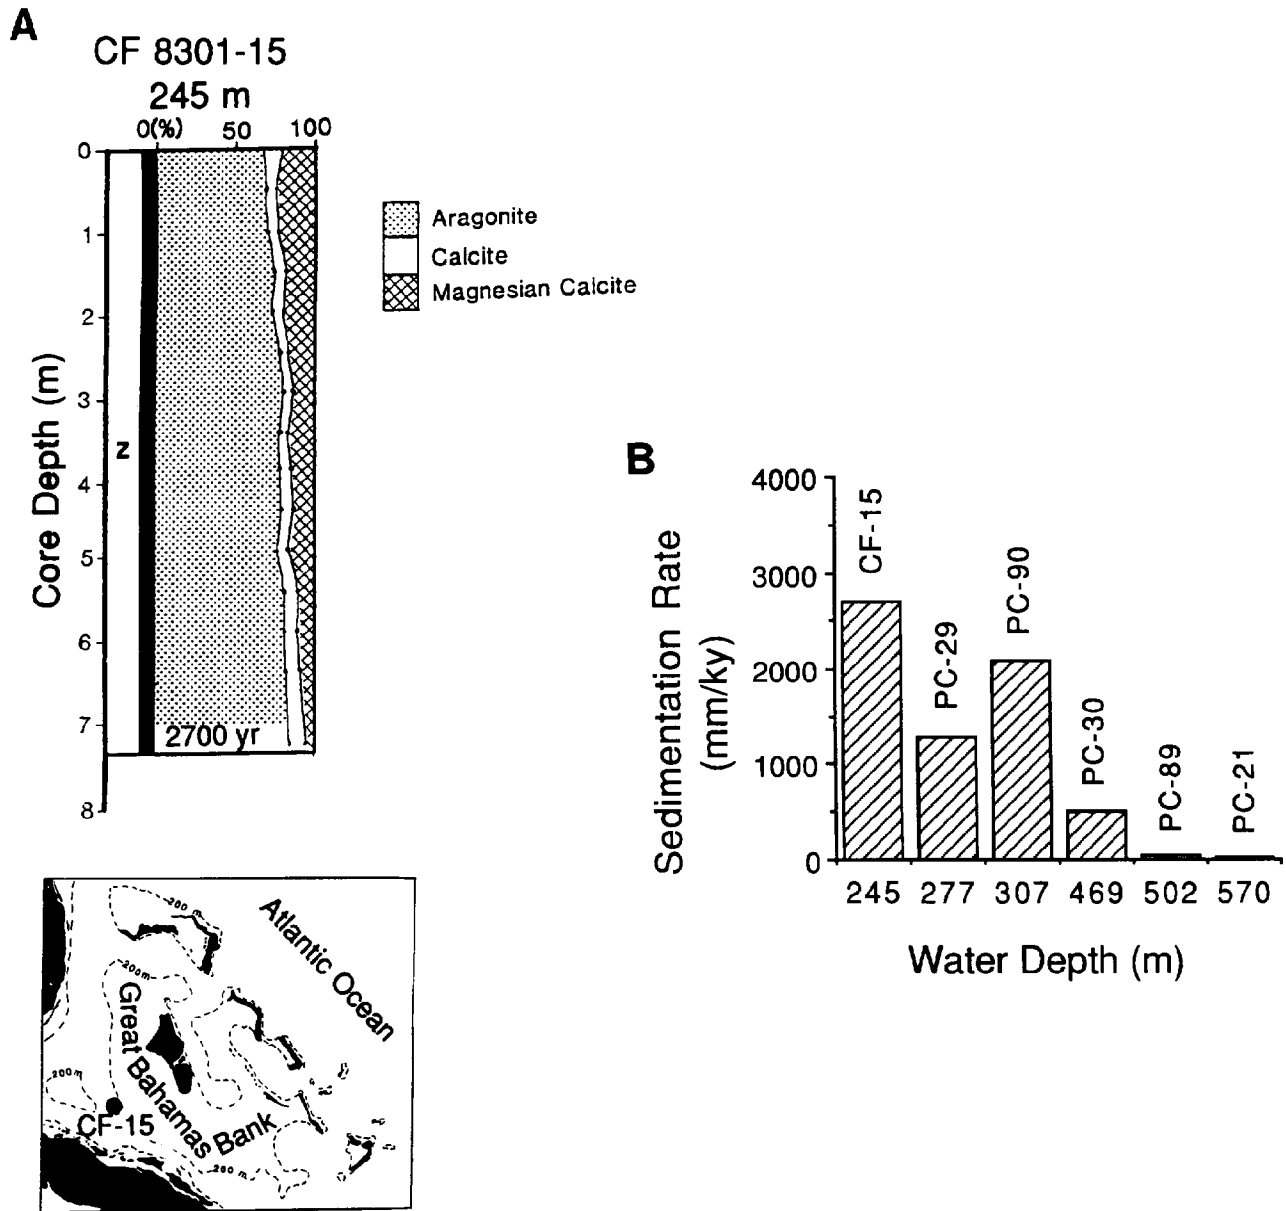 A
CF 8301-15
245 m
0(%) 50 100
0
1
2
3
4
5
6
7
8
Core Depth (m)
z
2700 yr
Aragonite
Calcite
Magnesian Calcite
B
Sedimentation Rate
(mm/ky)
4000
3000
2000
1000
0
CF-15
PC-29
PC-90
PC-30
PC-89
PC-21
245 277 307 469 502 570
Water Depth (m)
200 m
Atlantic Ocean
200m
Great Bahamas Bank
200m
CF-15
200 m